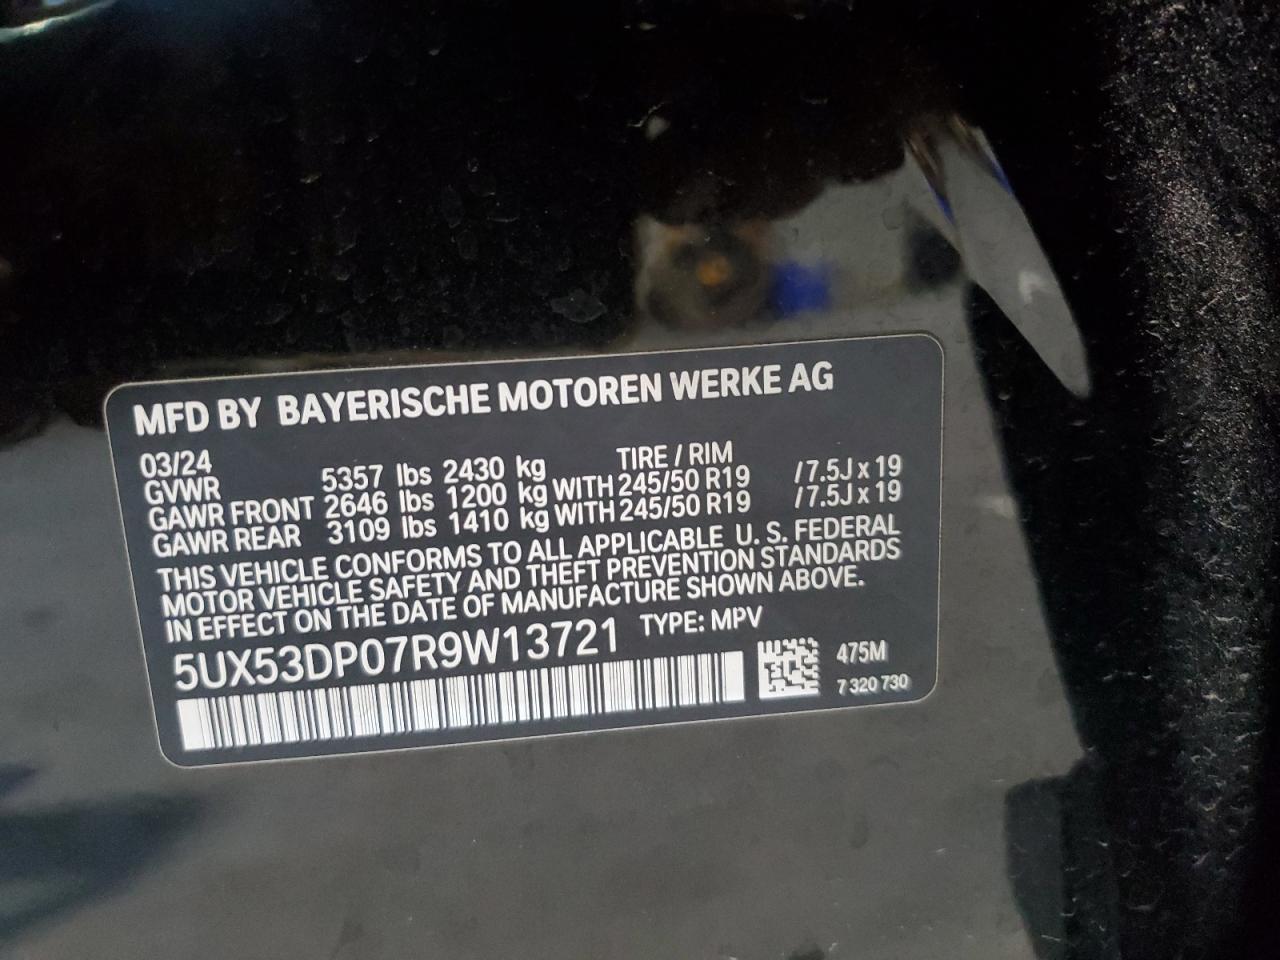 MFD BY BAYERISCHE MOTOREN WERKE AG
03/24 TIRE / RIM
GVWR 5357 lbs 2430 kg
GAWR FRONT 2646 lbs 1200 kg WITH 245/50 R19 / 7.5J x 19
GAWR REAR 3109 lbs 1410 kg WITH 245/50 R19 / 7.5J x 19
THIS VEHICLE CONFORMS TO ALL APPLICABLE U. S. FEDERAL
MOTOR VEHICLE SAFETY AND THEFT PREVENTION STANDARDS
IN EFFECT ON THE DATE OF MANUFACTURE SHOWN ABOVE.
5UX53DP07R9W13721 TYPE: MPV
475M
7 320 730